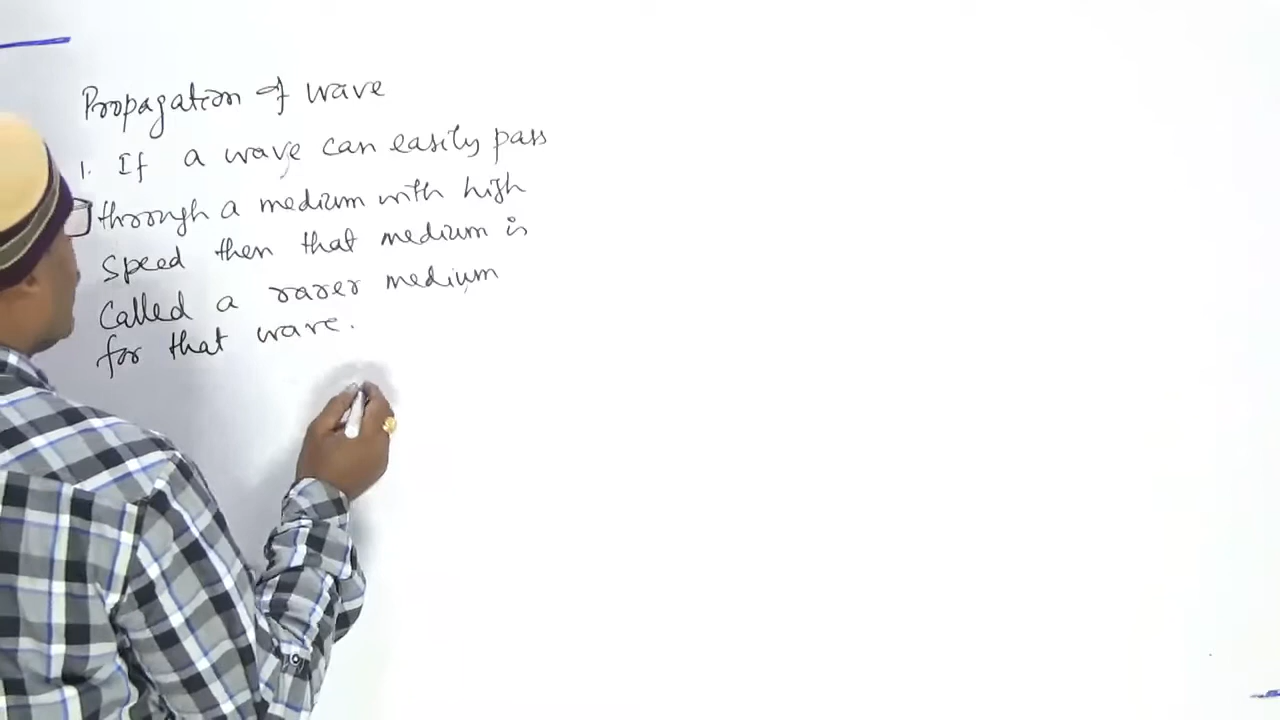 Propagation of wave
1. If a wave can easily pass
through a medium with high
speed then that medium is
called a rarer medium
for that wave.